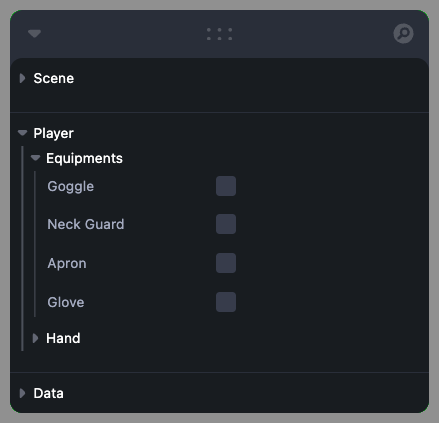 Scene
Player
Equipments
Goggle
Neck Guard
Apron
Glove
Hand
Data